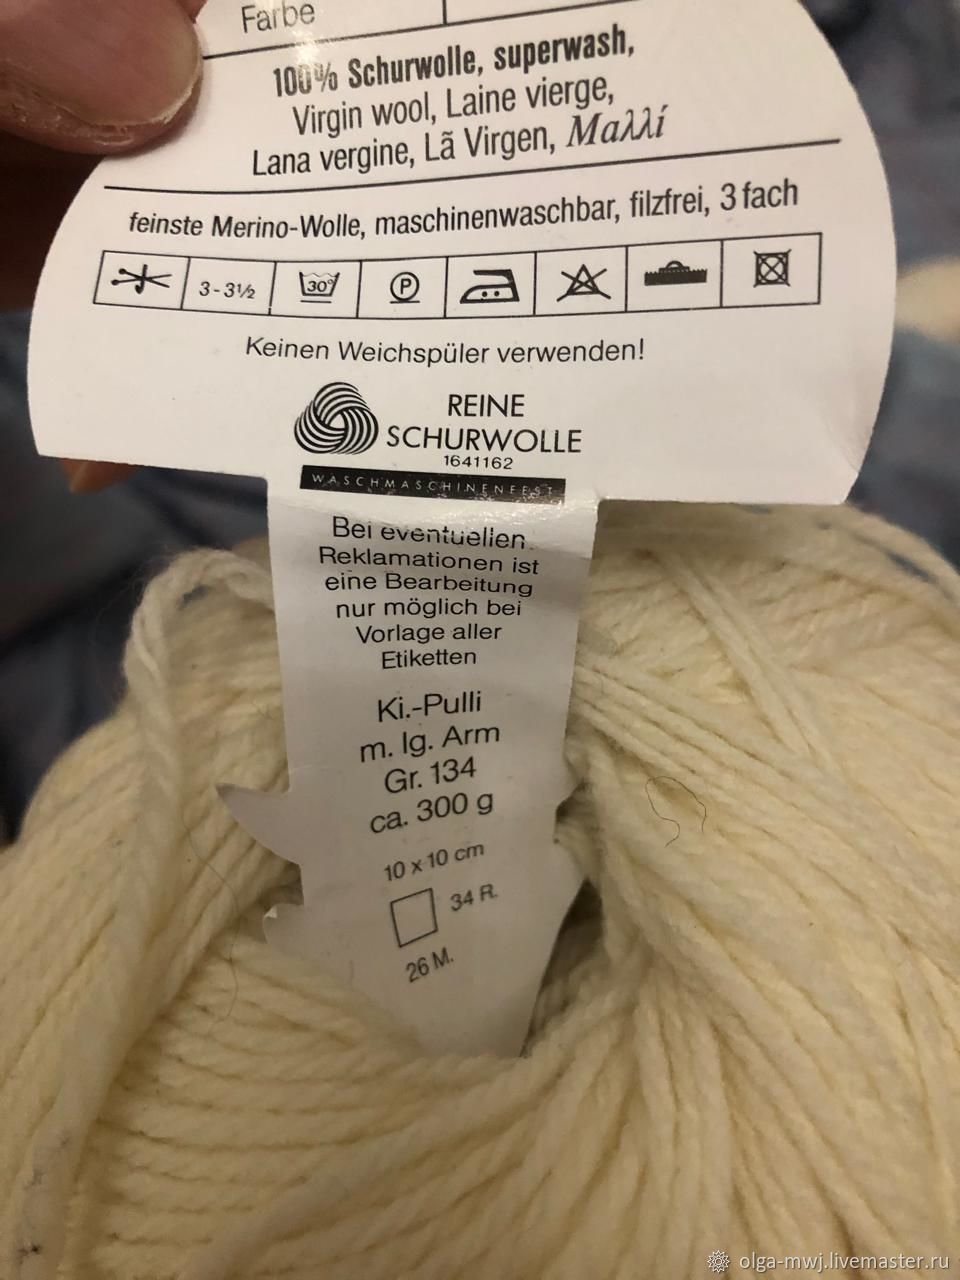 Farbe
100% Schurwolle, superwash,
Virgin wool, Laine vierge,
Lana vergine, Lã Virgen, Μαλλί
feinste Merino-Wolle, maschinenwaschbar, filzfrei, 3 fach
3-3½ 30° P
Keinen Weichspüler verwenden!
REINE
SCHURWOLLE
1641162
WASCHMASCHINENFEST
Bei eventuellen
Reklamationen ist
eine Bearbeitung
nur möglich bei
Vorlage aller
Etiketten
Ki.-Pulli
m. lg. Arm
Gr. 134
ca. 300 g
10 x 10 cm
34 R.
26 M.
olga-mwj.livemaster.ru